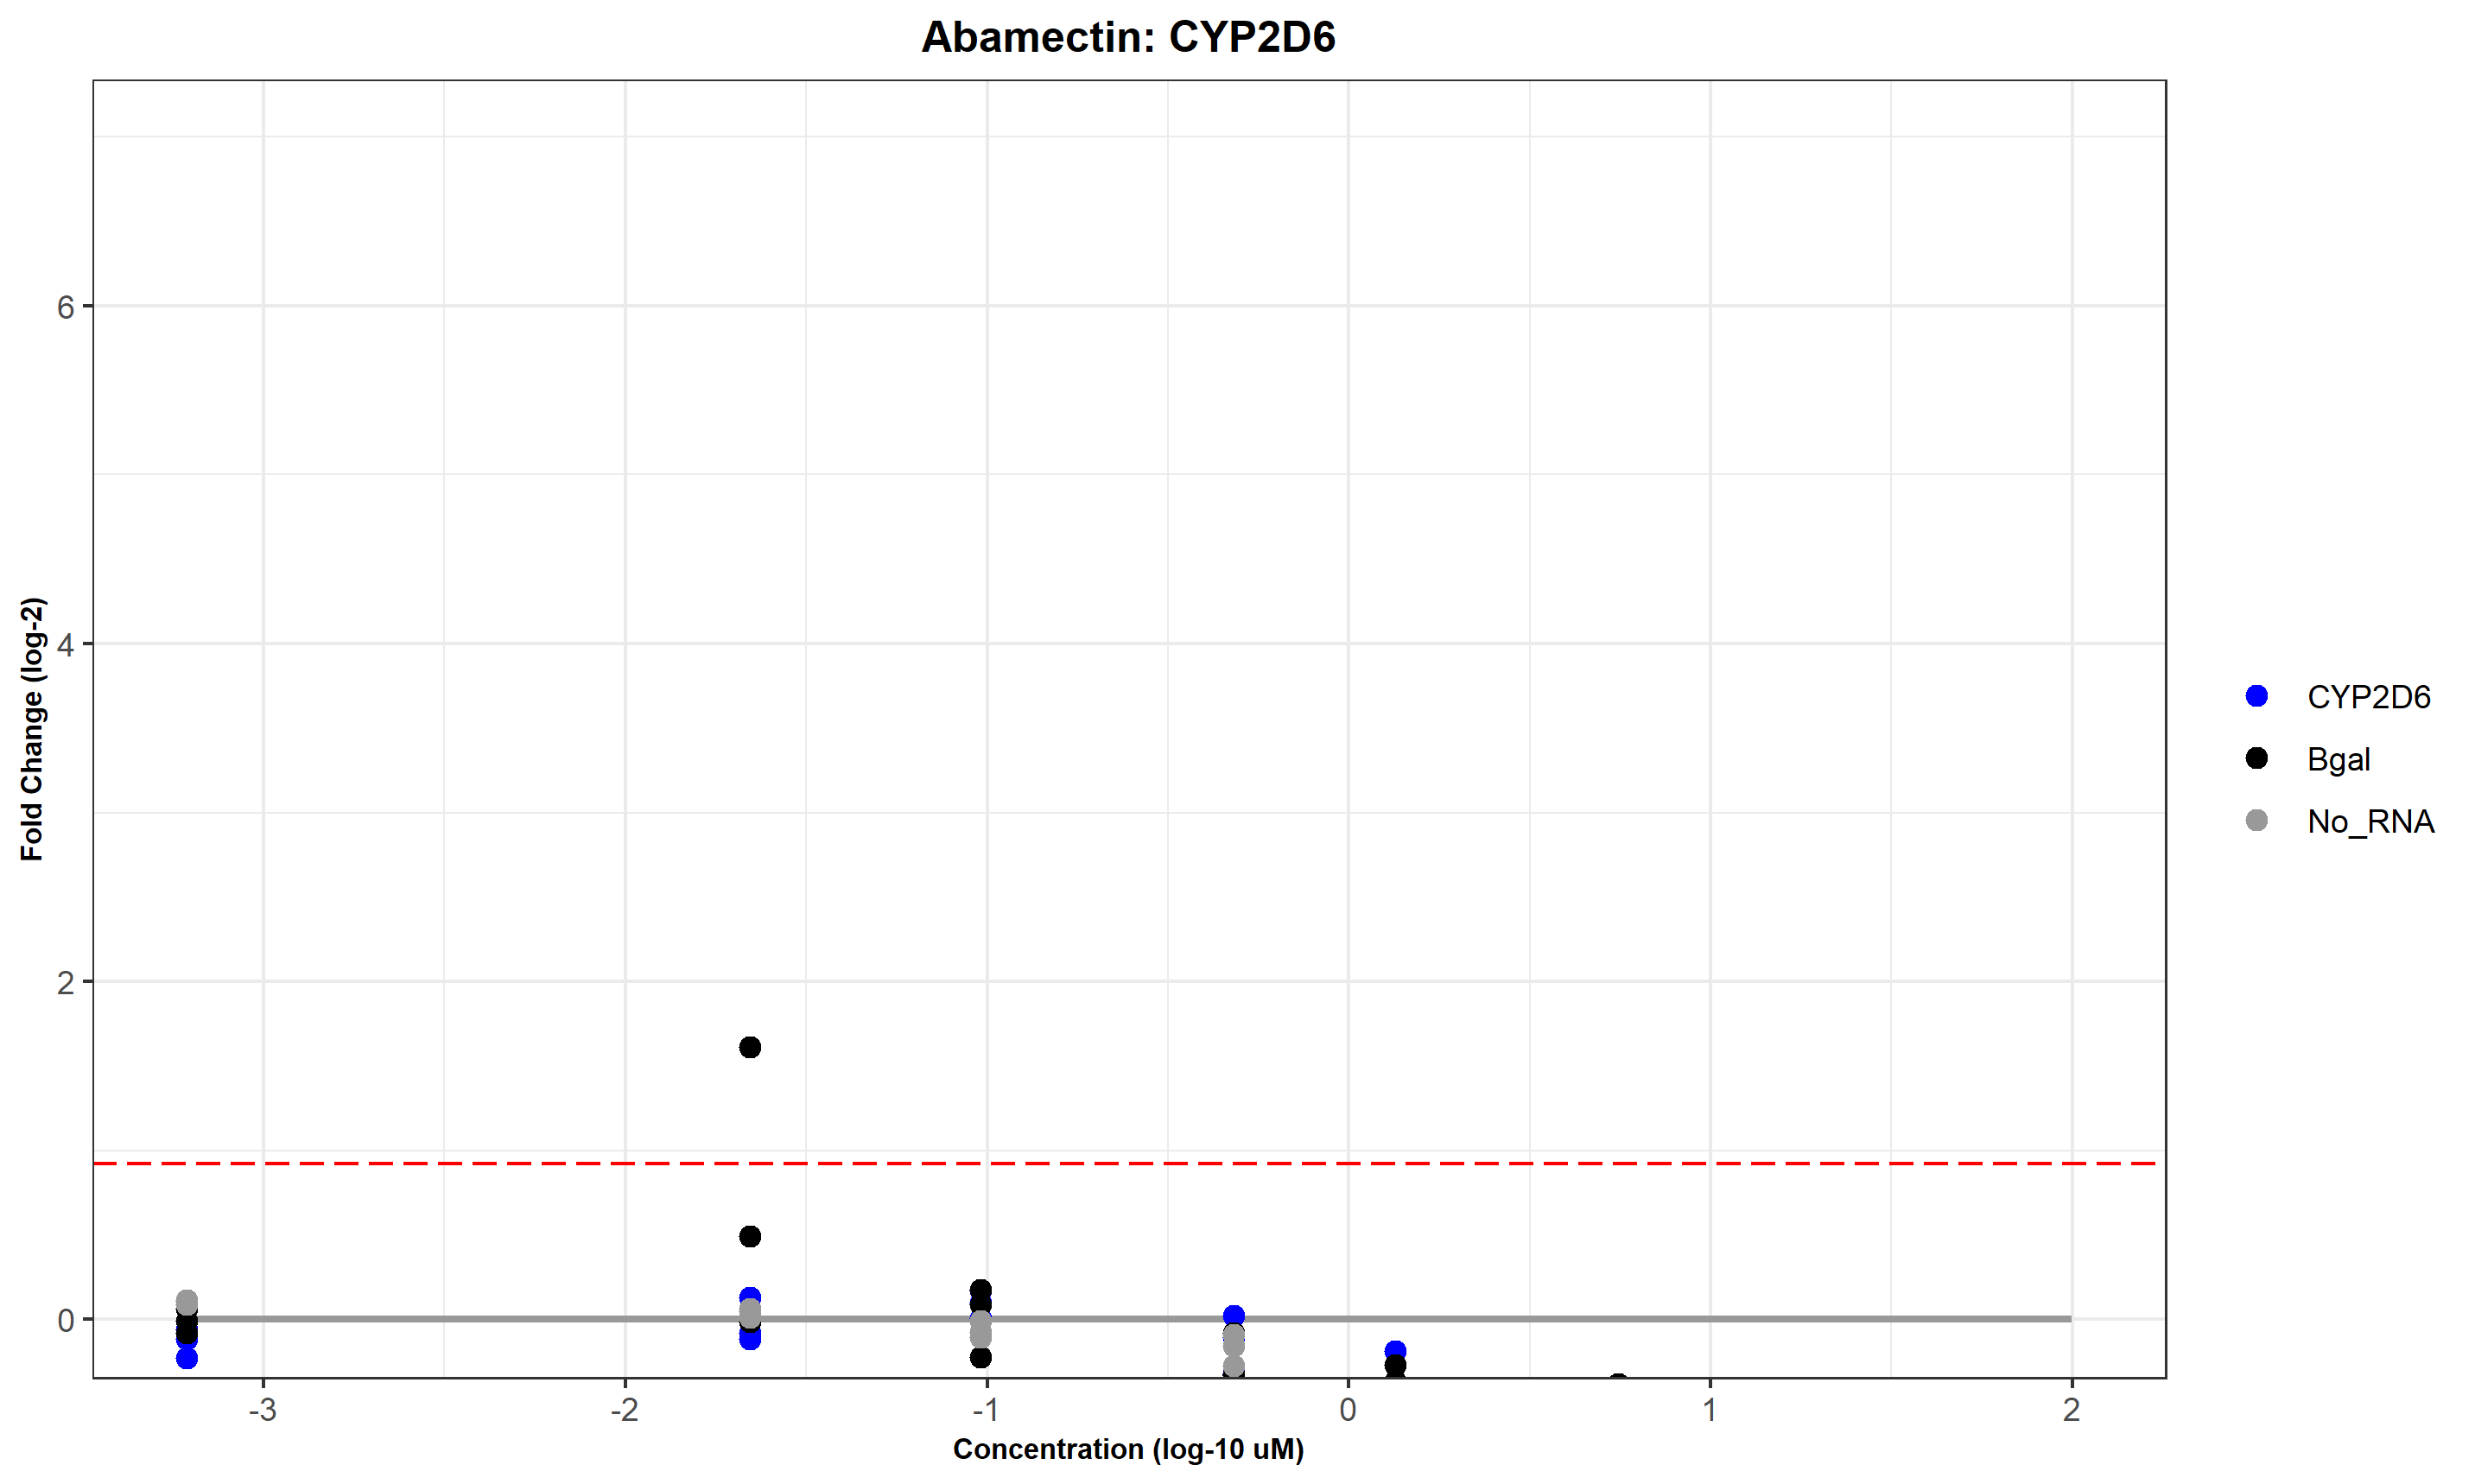 Abamectin: CYP2D6
Fold Change (log-2)
6
4
2
0
-3
-2
-1
0
1
2
Concentration (log-10 uM)
CYP2D6
Bgal
No_RNA